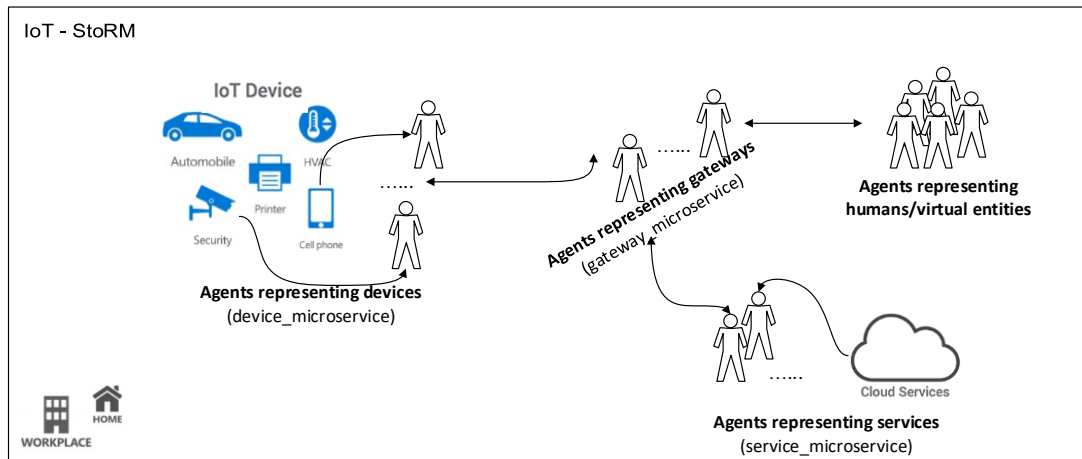 IoT - StoRM
IoT Device
Automobile
HVAC
Printer
Security
Cell phone
......
Agents representing devices
(device_microservice)
......
Agents representing gateways
(gateway_microservice)
Agents representing
humans/virtual entities
......
Cloud Services
Agents representing services
(service_microservice)
HOME
WORKPLACE